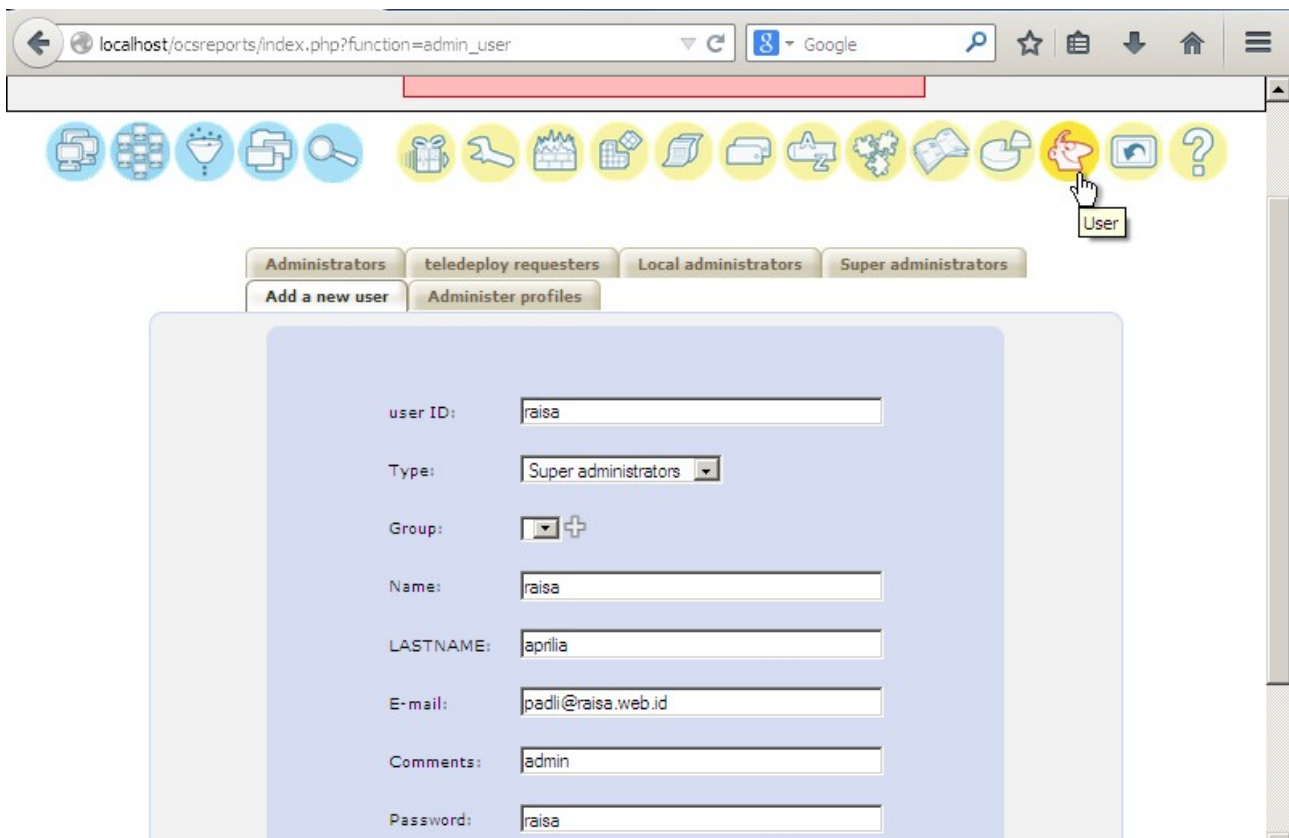 localhost/ocsreports/index.php?function=admin_user
8 Google
A Z
?
User
Administrators teledeploy requesters Local administrators Super administrators
Add a new user Administer profiles
user ID: raisa
Type: Super administrators
Group:
Name: raisa
LASTNAME: aprilia
E-mail: padli@raisa.web.id
Comments: admin
Password: raisa